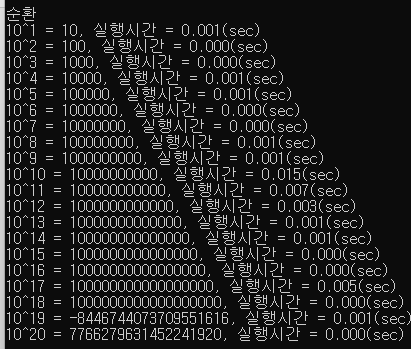 순환
10^1 = 10, 실행시간 = 0.001(sec)
10^2 = 100, 실행시간 = 0.000(sec)
10^3 = 1000, 실행시간 = 0.000(sec)
10^4 = 10000, 실행시간 = 0.001(sec)
10^5 = 100000, 실행시간 = 0.001(sec)
10^6 = 1000000, 실행시간 = 0.000(sec)
10^7 = 10000000, 실행시간 = 0.000(sec)
10^8 = 100000000, 실행시간 = 0.001(sec)
10^9 = 1000000000, 실행시간 = 0.001(sec)
10^10 = 10000000000, 실행시간 = 0.015(sec)
10^11 = 100000000000, 실행시간 = 0.007(sec)
10^12 = 1000000000000, 실행시간 = 0.003(sec)
10^13 = 10000000000000, 실행시간 = 0.001(sec)
10^14 = 100000000000000, 실행시간 = 0.001(sec)
10^15 = 1000000000000000, 실행시간 = 0.000(sec)
10^16 = 10000000000000000, 실행시간 = 0.000(sec)
10^17 = 100000000000000000, 실행시간 = 0.005(sec)
10^18 = 1000000000000000000, 실행시간 = 0.000(sec)
10^19 = -8446744073709551616, 실행시간 = 0.001(sec)
10^20 = 7766279631452241920, 실행시간 = 0.000(sec)